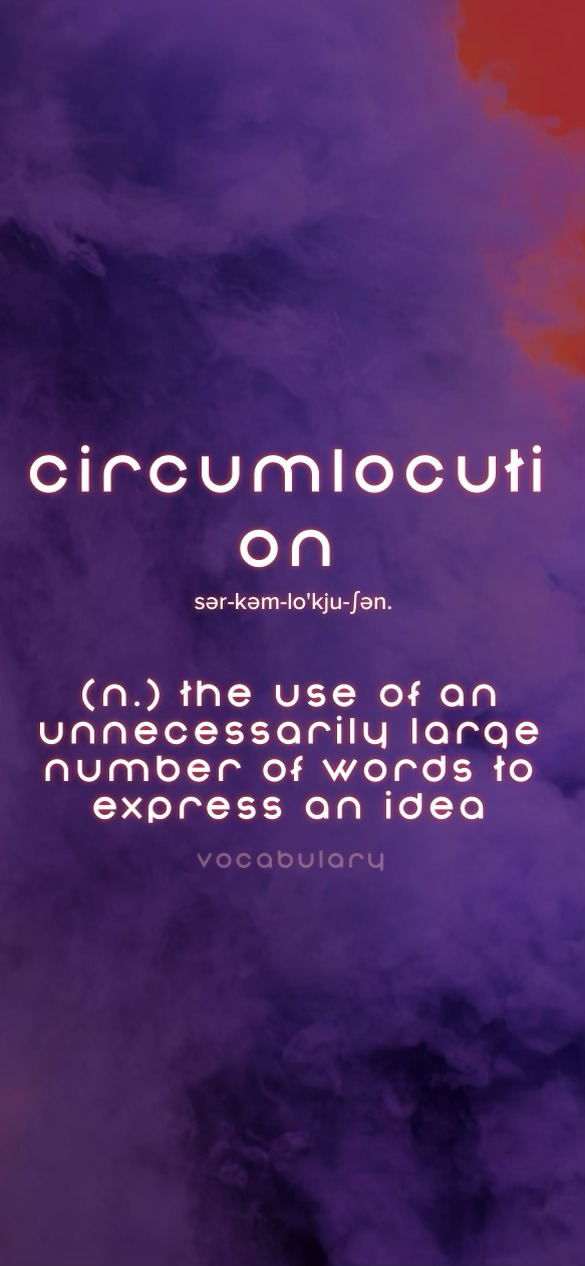 circumlocuti
on
sər-kəm-lo'kju-ʃən.
(n.) the use of an
unnecessarily large
number of words to
express an idea
vocabulary